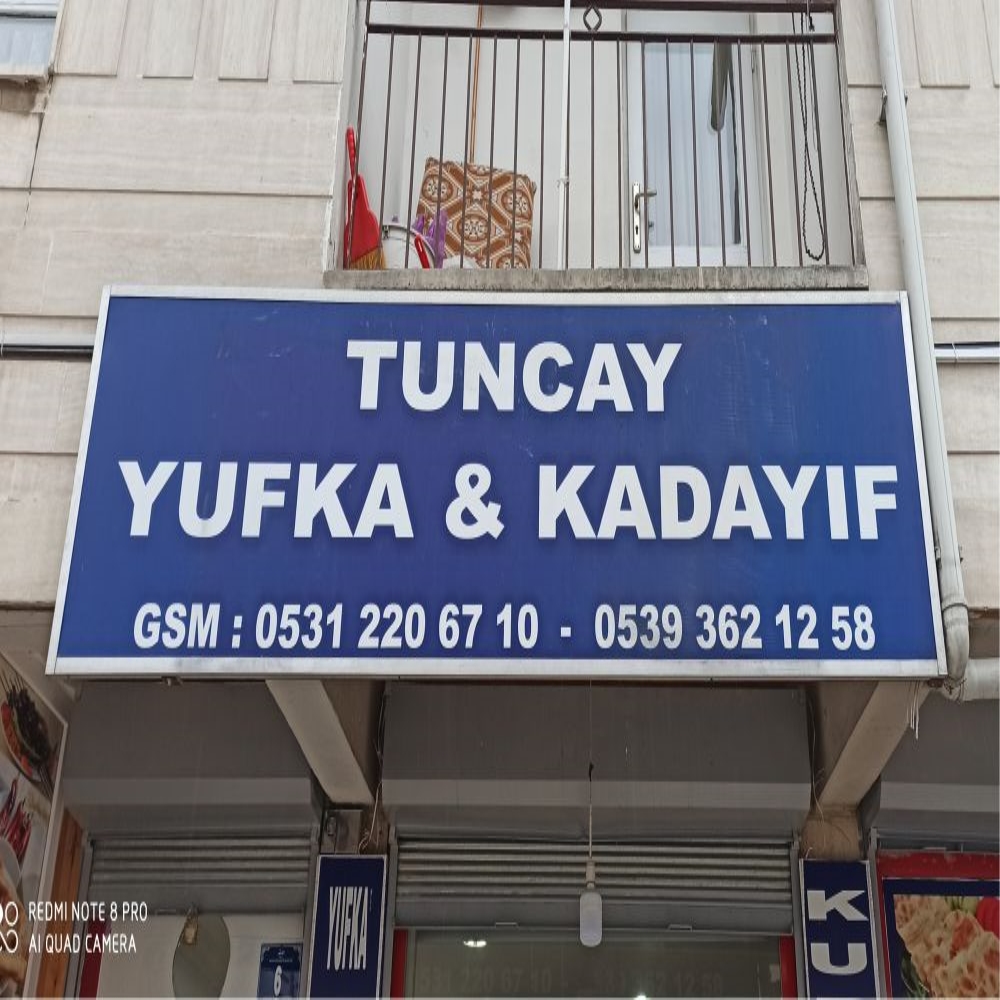 TUNCAY
YUFKA & KADAYIF
GSM : 0531 220 67 10 - 0539 362 12 58
YUFKA
KU
6
REDMI NOTE 8 PRO
AI QUAD CAMERA